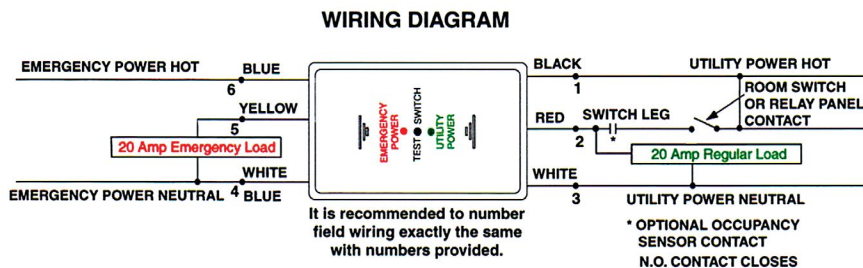 WIRING DIAGRAM
EMERGENCY POWER HOT
BLUE
6
YELLOW
5
20 Amp Emergency Load
WHITE
EMERGENCY POWER NEUTRAL
4
BLUE
EMERGENCY
POWER
TEST SWITCH
UTILITY
POWER
It is recommended to number
field wiring exactly the same
with numbers provided.
BLACK
1
UTILITY POWER HOT
ROOM SWITCH
OR RELAY PANEL
CONTACT
RED
2
SWITCH LEG
*
20 Amp Regular Load
WHITE
3
UTILITY POWER NEUTRAL
* OPTIONAL OCCUPANCY
SENSOR CONTACT
N.O. CONTACT CLOSES